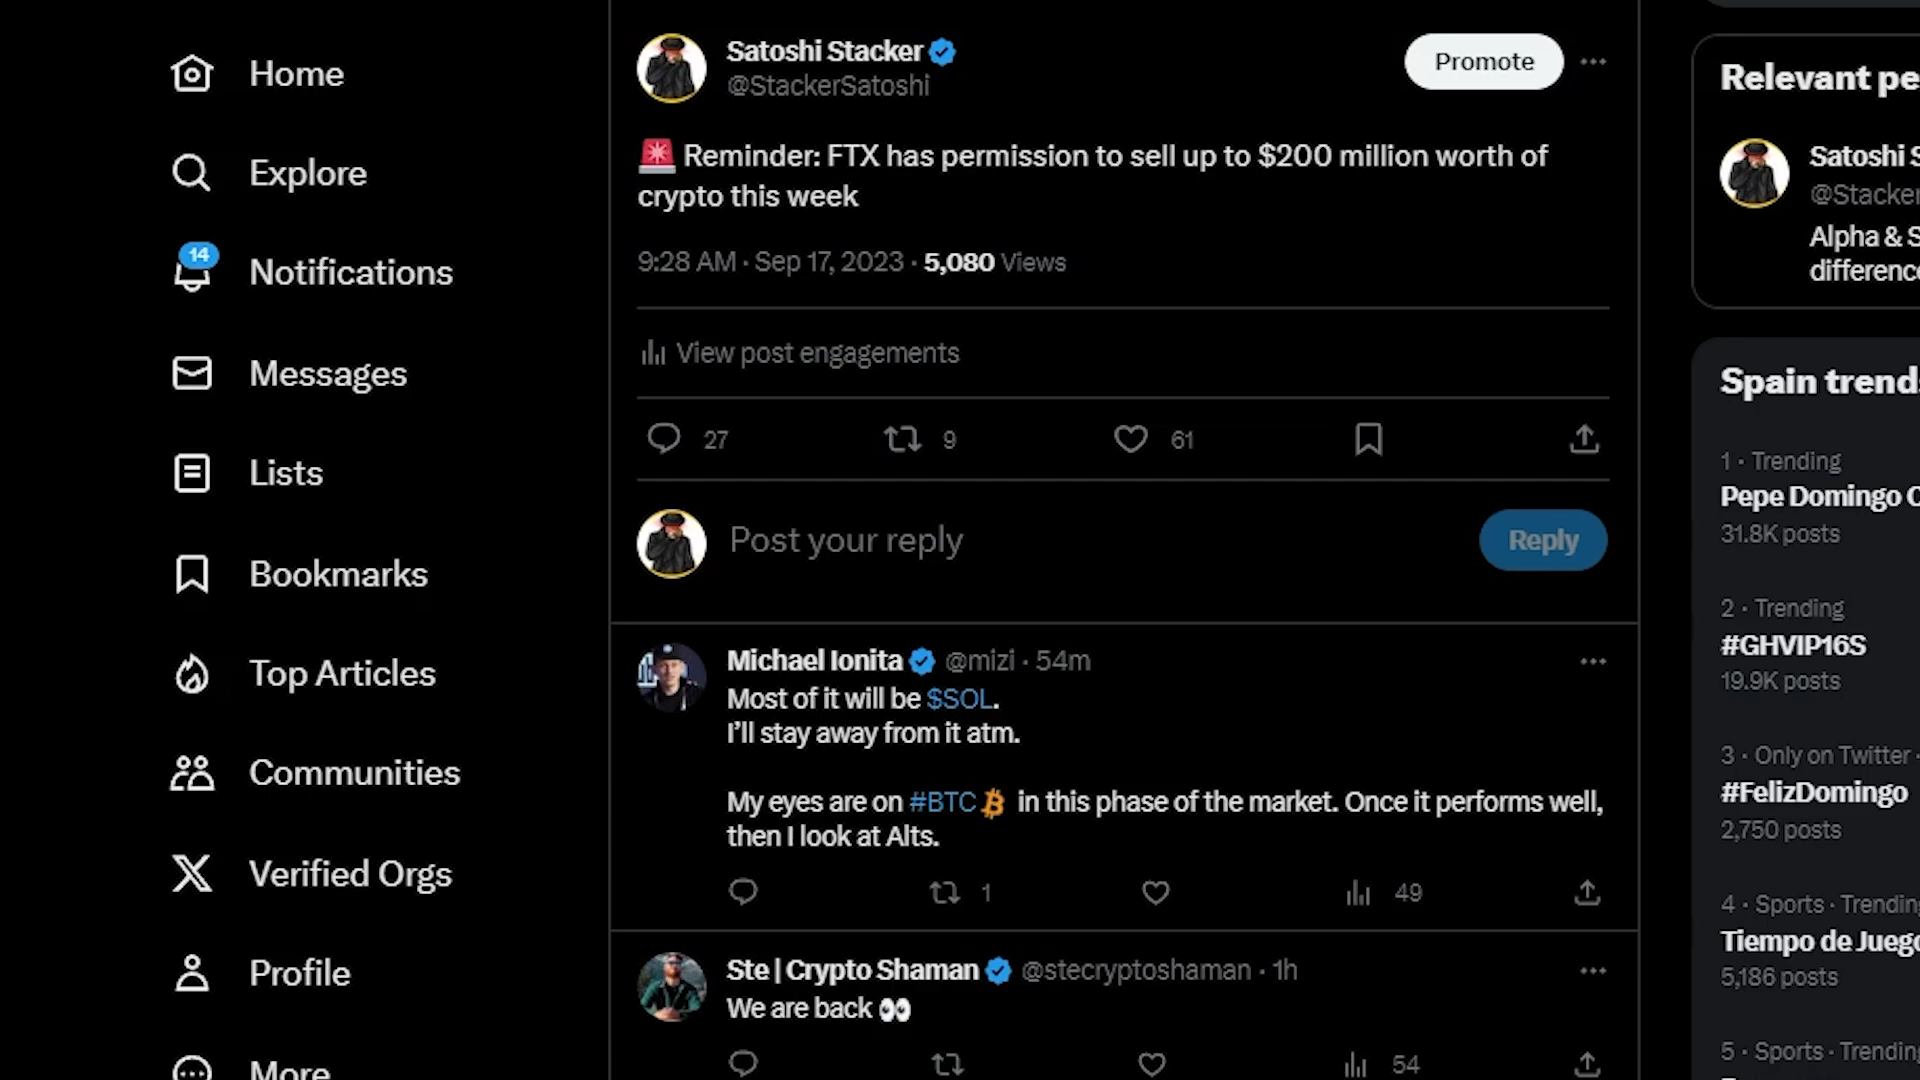 Home
Explore
14
Notifications
Messages
Lists
Bookmarks
Top Articles
Communities
Verified Orgs
Profile
More
Satoshi Stacker
@StackerSatoshi
Promote
Reminder: FTX has permission to sell up to $200 million worth of
crypto this week
9:28 AM · Sep 17, 2023 · 5,080 Views
View post engagements
27 9 61
Post your reply
Reply
Michael Ionita @mizi · 54m
Most of it will be $SOL.
I'll stay away from it atm.
My eyes are on #BTC in this phase of the market. Once it performs well,
then I look at Alts.
1 49
Ste | Crypto Shaman @stecryptoshaman · 1h
We are back 👀
54
Relevant pe
Satoshi S
@Stacker
Alpha & S
difference
Spain trends
1 · Trending
Pepe Domingo C
31.8K posts
2 · Trending
#GHVIP16S
19.9K posts
3 · Only on Twitter ·
#FelizDomingo
2,750 posts
4 · Sports · Trending
Tiempo de Juego
5,186 posts
5 · Sports · Trending